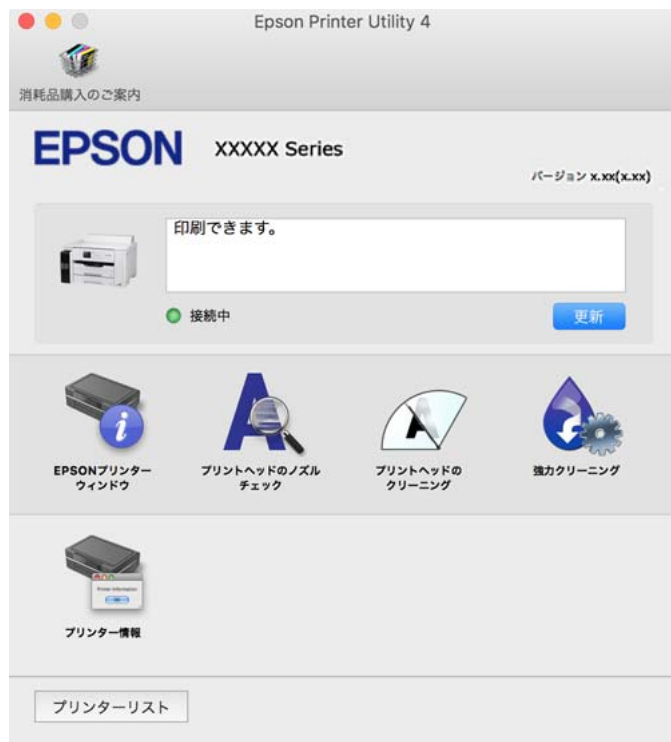 Epson Printer Utility 4
消耗品購入のご案内
EPSON XXXXX Series
バージョン x.xx(x.xx)
印刷できます。
接続中
更新
EPSONプリンター
ウィンドウ
プリントヘッドのノズル
チェック
プリントヘッドの
クリーニング
強力クリーニング
Printer Information
プリンター情報
プリンターリスト